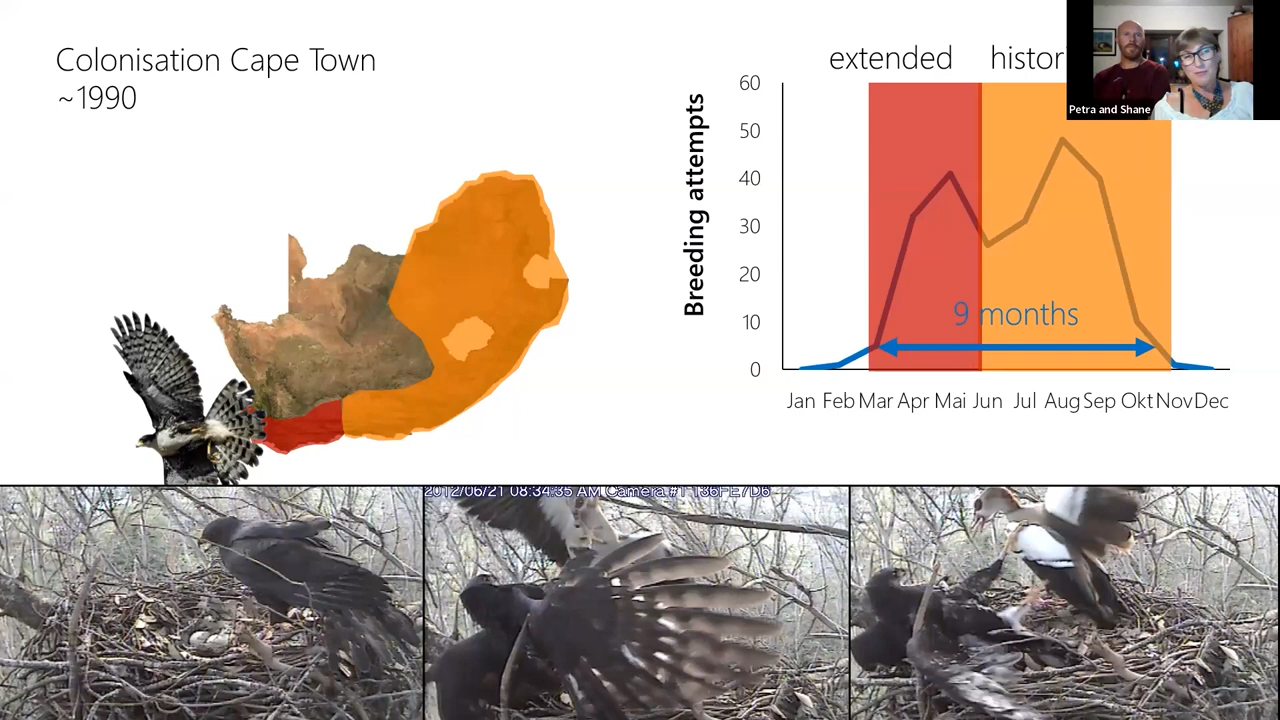 Colonisation Cape Town
~1990
extended
Petra and Shane
Breeding attempts
60
50
40
30
20
10
0
9 months
Jan Feb Mar Apr Mai Jun Jul Aug Sep Okt Nov Dec
2012/06/21 08:34:35 AM Camera #1 136FE7D6